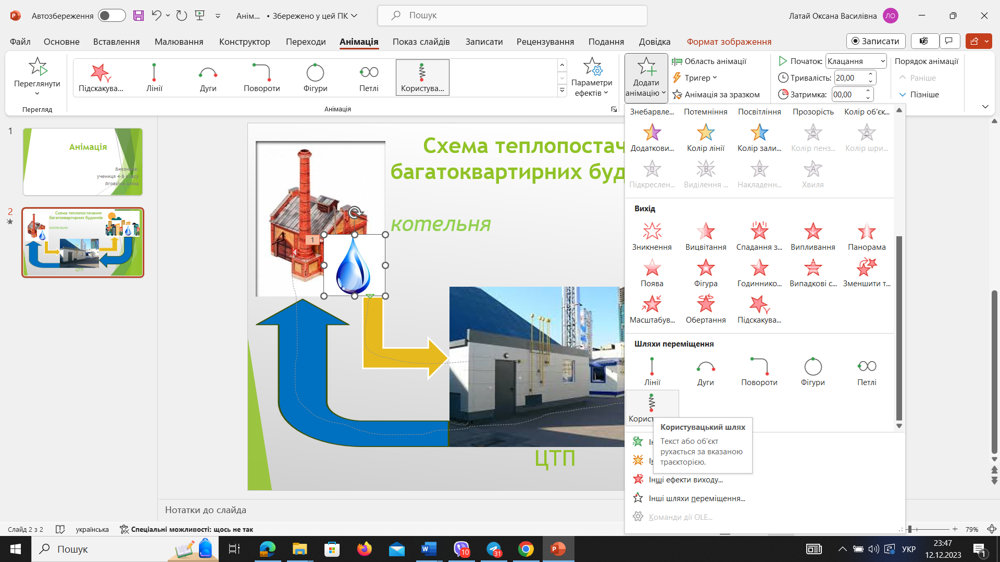 Автозбереження
Анім...
• Збережено у цей ПК
Пошук
Латай Оксана Василівна
ЛО
Файл
Основне
Вставлення
Малювання
Конструктор
Переходи
Анімація
Показ слайдів
Записати
Рецензування
Подання
Довідка
Формат зображення
Записати
Переглянути
Перегляд
Підскакува...
Лінії
Дуги
Повороти
Фігури
Петлі
Користува...
Анімація
Параметри
ефектів
Додати
анімацію
Область анімації
Тригер
Анімація за зразком
Початок:
Клацання
Тривалість:
20,00
Затримка:
00,00
Порядок анімації
Раніше
Пізніше
1
Анімація
Виконала:
учениця 4-Б класу
Яговкіна Аліна
2
Схема теплопостачання
багатоквартирних будинків
котельня
ЦТП
Схема теплопостач
багатоквартирних буд
котельня
1
ЦТП
Знебарвле...
Потемніння
Посвітління
Прозорість
Колір об'єк...
Додаткови...
Колір лінії
Колір зали...
Колір пенз...
Колір шри...
Підкреслен...
Виділення ...
Накладенн...
Хвиля
Вихід
Зникнення
Вицвітання
Спадання з...
Випливання
Панорама
Поява
Фігура
Годиннико...
Випадкові с...
Зменшити т...
Масштабув...
Обертання
Підскакува...
Шляхи переміщення
Лінії
Дуги
Повороти
Фігури
Петлі
Корист
Користувацький шлях
Текст або об'єкт
рухається за вказаною
траєкторією.
Ін
Ін
Інші ефекти виходу...
Інші шляхи переміщення...
Команди дії OLE...
Нотатки до слайда
Слайд 2 з 2
українська
Спеціальні можливості: щось не так
79%
Пошук
10
31
УКР
23:47
12.12.2023
1